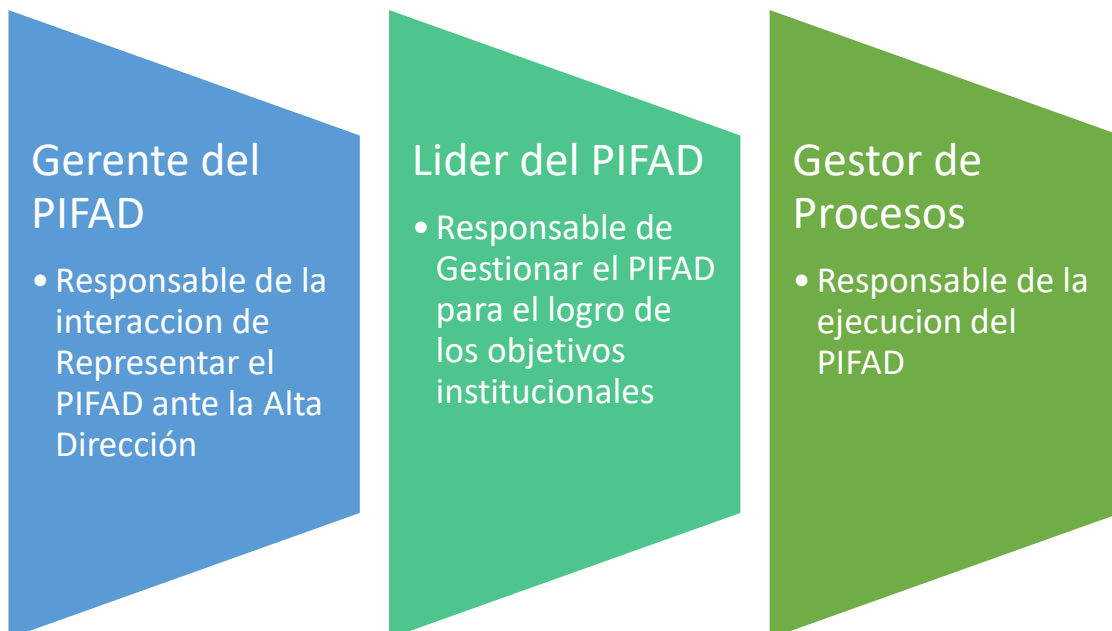 Gerente del
PIFAD
• Responsable de la
interaccion de
Representar el
PIFAD ante la Alta
Dirección
Lider del PIFAD
• Responsable de
Gestionar el PIFAD
para el logro de
los objetivos
institucionales
Gestor de
Procesos
• Responsable de la
ejecucion del
PIFAD